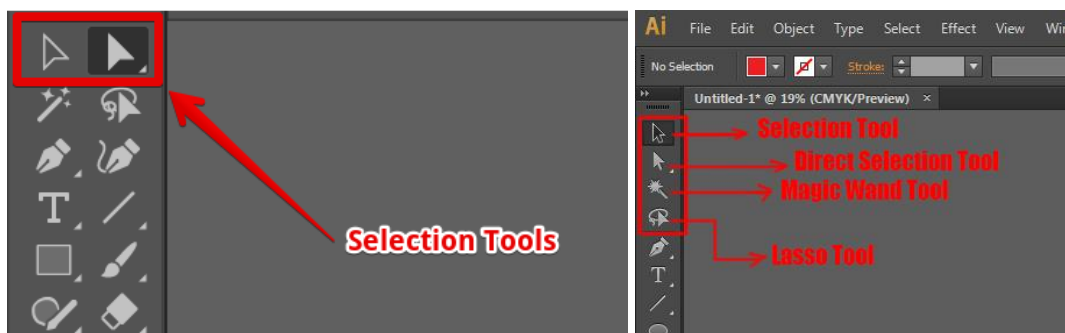 Selection Tools
Ai File Edit Object Type Select Effect View
No Selection Stroke:
Untitled-1* @ 19% (CMYK/Preview) ×
Selection Tool
Direct Selection Tool
Magic Wand Tool
Lasso Tool